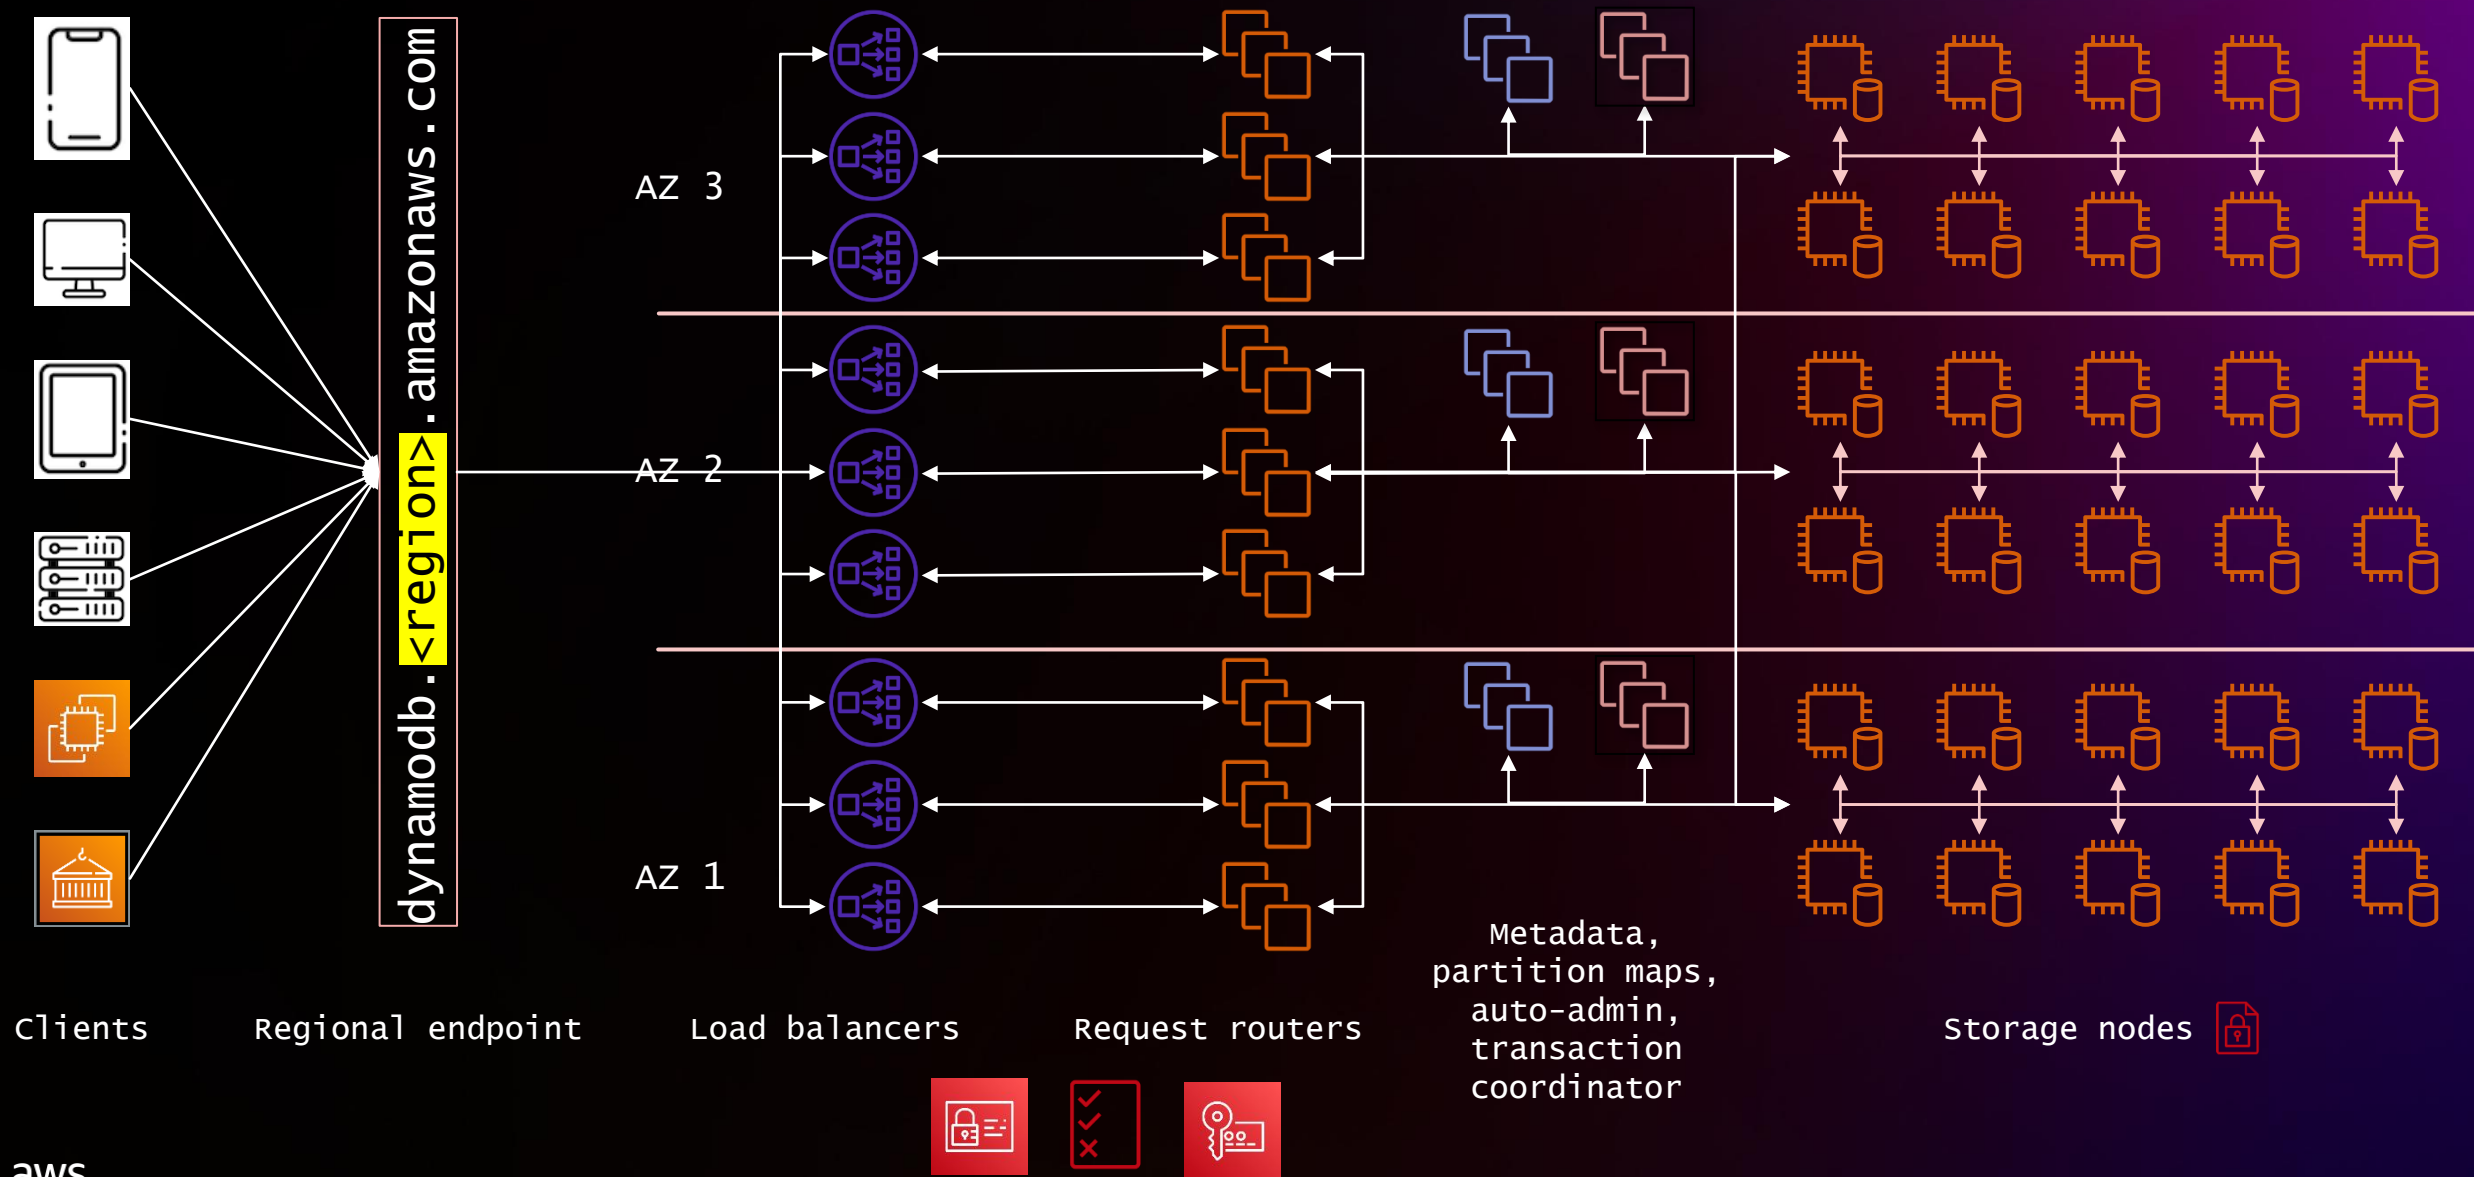 dynamodb.<region>.amazonaws.com
AZ 3
AZ 2
AZ 1
Clients
Regional endpoint
Load balancers
Request routers
Metadata,
partition maps,
auto-admin,
transaction
coordinator
Storage nodes
aws